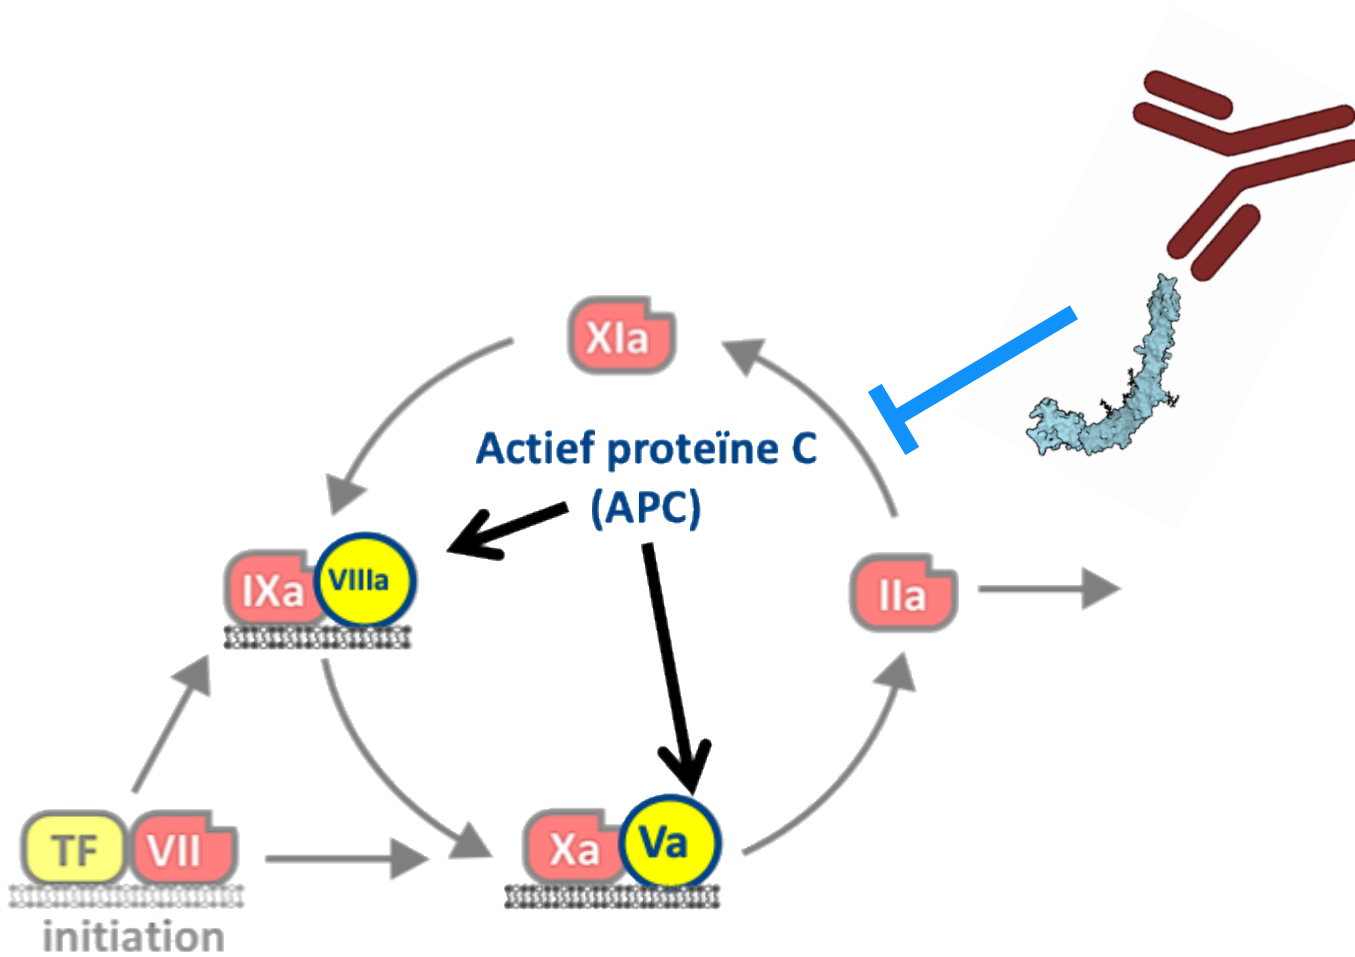 XIa
Actief proteïne C
(APC)
IXa
VIIIa
IIa
TF
VII
Xa
Va
initiation